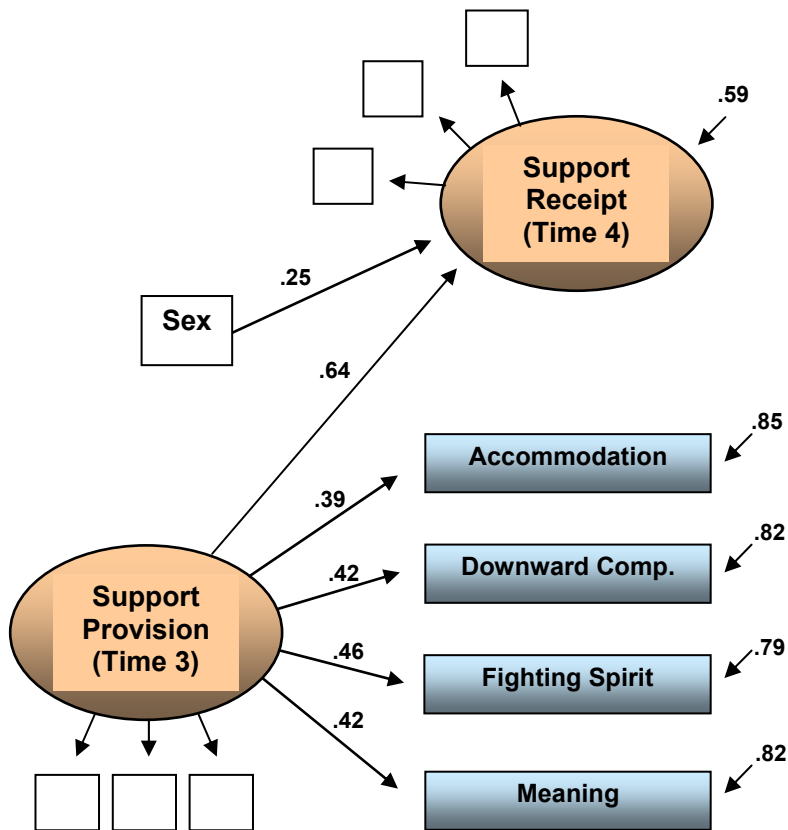 .59
Support
Receipt
(Time 4)
.25
Sex
.64
.85
Accommodation
.39
.82
Downward Comp.
.42
Support
Provision
(Time 3)
.46
.79
Fighting Spirit
.42
.82
Meaning